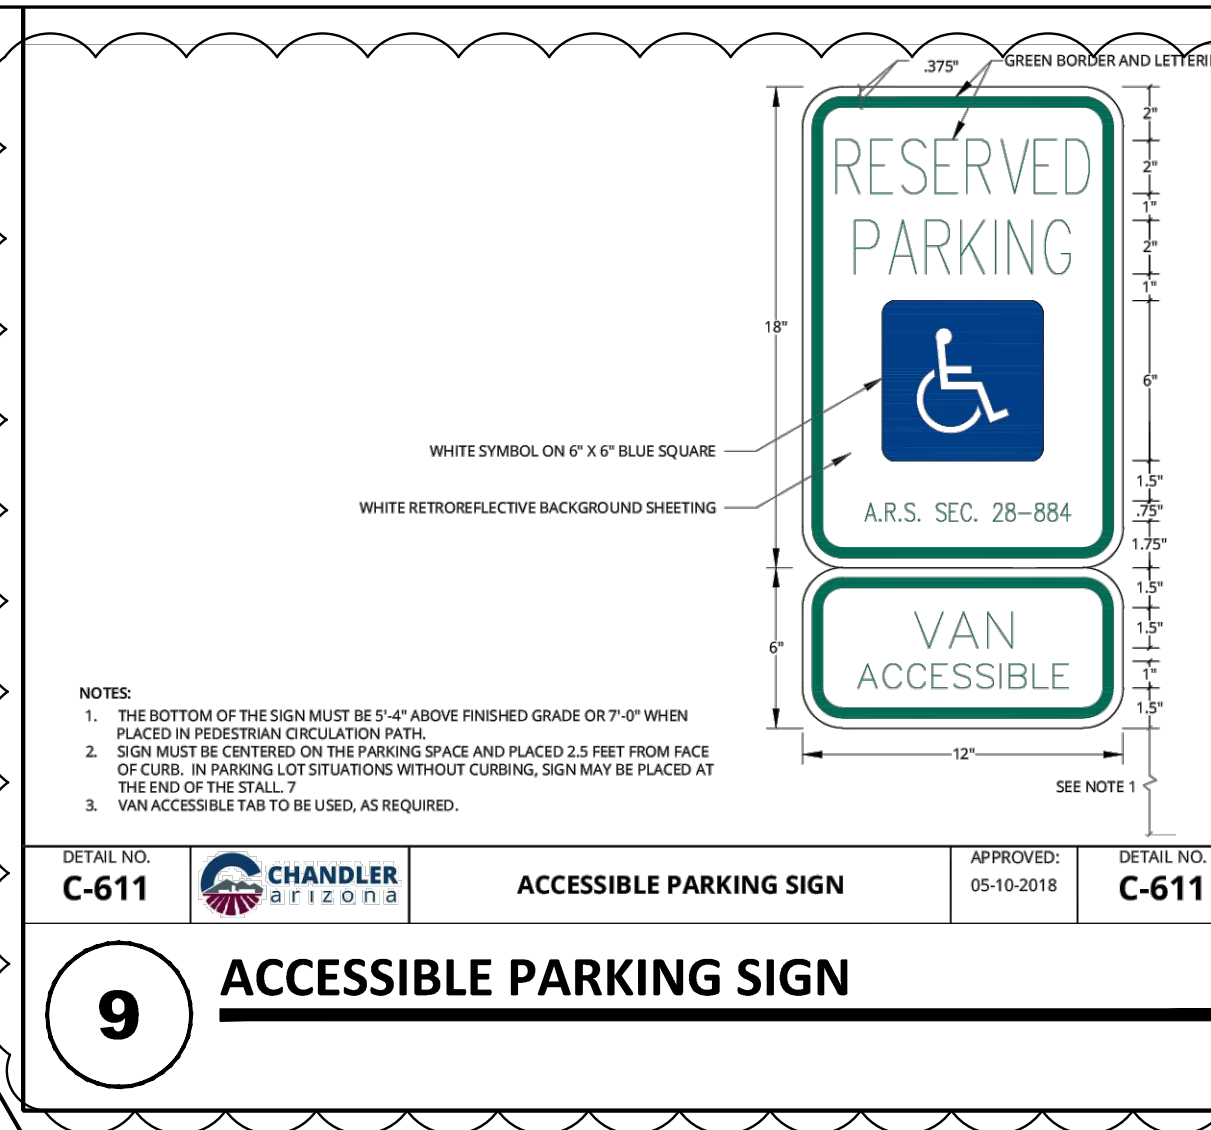 .375"
GREEN BORDER AND
RESERVED
PARKING
A.R.S. SEC. 28-884
VAN
ACCESSIBLE
18"
6"
12"
2"
2"
1"
2"
1"
6"
1.5"
.75"
1.75"
1.5"
1.5"
1"
1.5"
WHITE SYMBOL ON 6" X 6" BLUE SQUARE
WHITE RETROREFLECTIVE BACKGROUND SHEETING
SEE NOTE 1
NOTES:
1. THE BOTTOM OF THE SIGN MUST BE 5'-4" ABOVE FINISHED GRADE OR 7'-0" WHEN
PLACED IN PEDESTRIAN CIRCULATION PATH.
2. SIGN MUST BE CENTERED ON THE PARKING SPACE AND PLACED 2.5 FEET FROM FACE
OF CURB. IN PARKING LOT SITUATIONS WITHOUT CURBING, SIGN MAY BE PLACED AT
THE END OF THE STALL. 7
3. VAN ACCESSIBLE TAB TO BE USED, AS REQUIRED.
DETAIL NO.
C-611
CHANDLER
arizona
ACCESSIBLE PARKING SIGN
APPROVED:
05-10-2018
DETAIL NO.
C-611
9
ACCESSIBLE PARKING SIGN